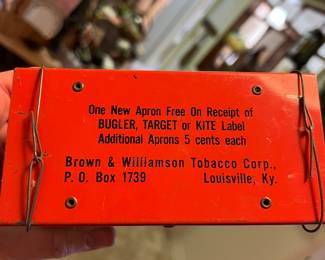 One New Apron Free On Receipt of
BUGLER, TARGET or KITE Label
Additional Aprons 5 cents each
Brown & Williamson Tobacco Corp.,
P. O. Box 1739 Louisville, Ky.